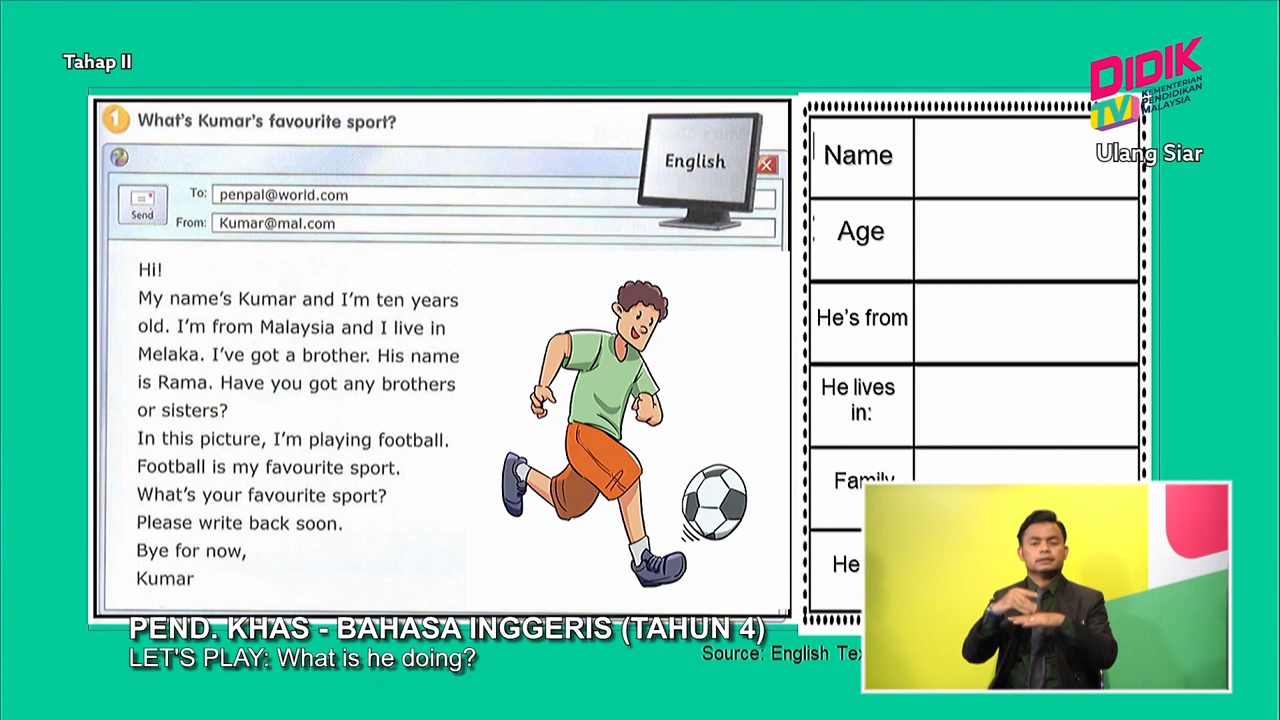 Tahap II
DIDIK
TV
KEMENTERIAN
PENDIDIKAN
MALAYSIA
Ulang Siar
1 What's Kumar's favourite sport?
English
Send
To: penpal@world.com
From: Kumar@mal.com
Hi!
My name's Kumar and I'm ten years
old. I'm from Malaysia and I live in
Melaka. I've got a brother. His name
is Rama. Have you got any brothers
or sisters?
In this picture, I'm playing football.
Football is my favourite sport.
What's your favourite sport?
Please write back soon.
Bye for now,
Kumar
Name
Age
He's from
He lives
in:
Family
He
PEND. KHAS - BAHASA INGGERIS (TAHUN 4)
LET'S PLAY: What is he doing?
Source: English